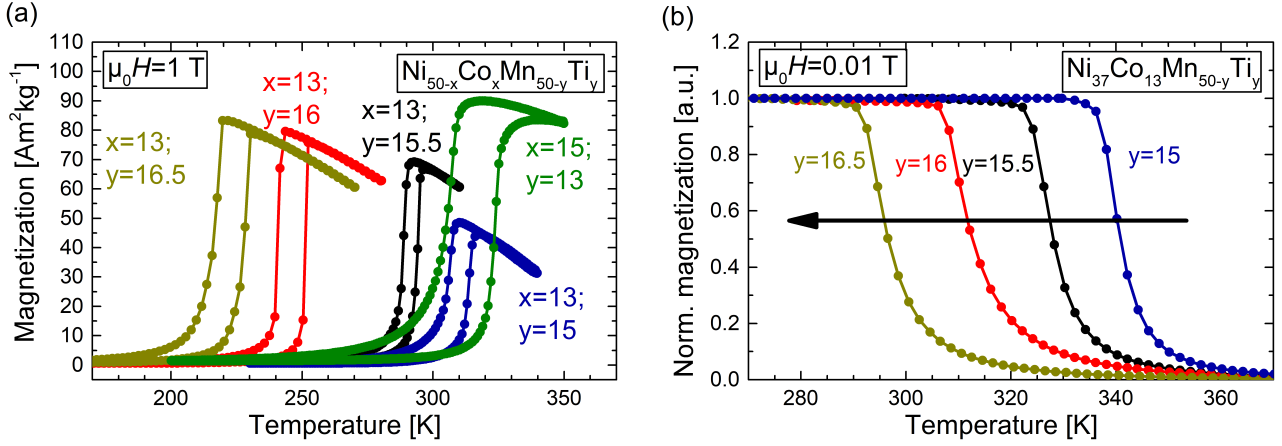 (a)
μ₀H=1 T
Ni₅₀₋ₓCoₓMn₅₀₋yTiy
x=13;
y=16
x=13;
y=15.5
x=13;
y=16.5
x=15;
y=13
x=13;
y=15
110
100
90
80
70
60
50
40
30
20
10
0
Magnetization [Am²kg⁻¹]
200
250
300
350
Temperature [K]
(b)
μ₀H=0.01 T
Ni₃₇Co₁₃Mn₅₀₋yTiy
y=16.5
y=16
y=15.5
y=15
1.2
1.0
0.8
0.6
0.4
0.2
0.0
Norm. magnetization [a.u.]
280
300
320
340
360
Temperature [K]